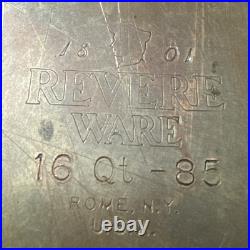 18 01
REVERE
WARE
16 Qt - 85
ROME, N.Y.
U.S.A.